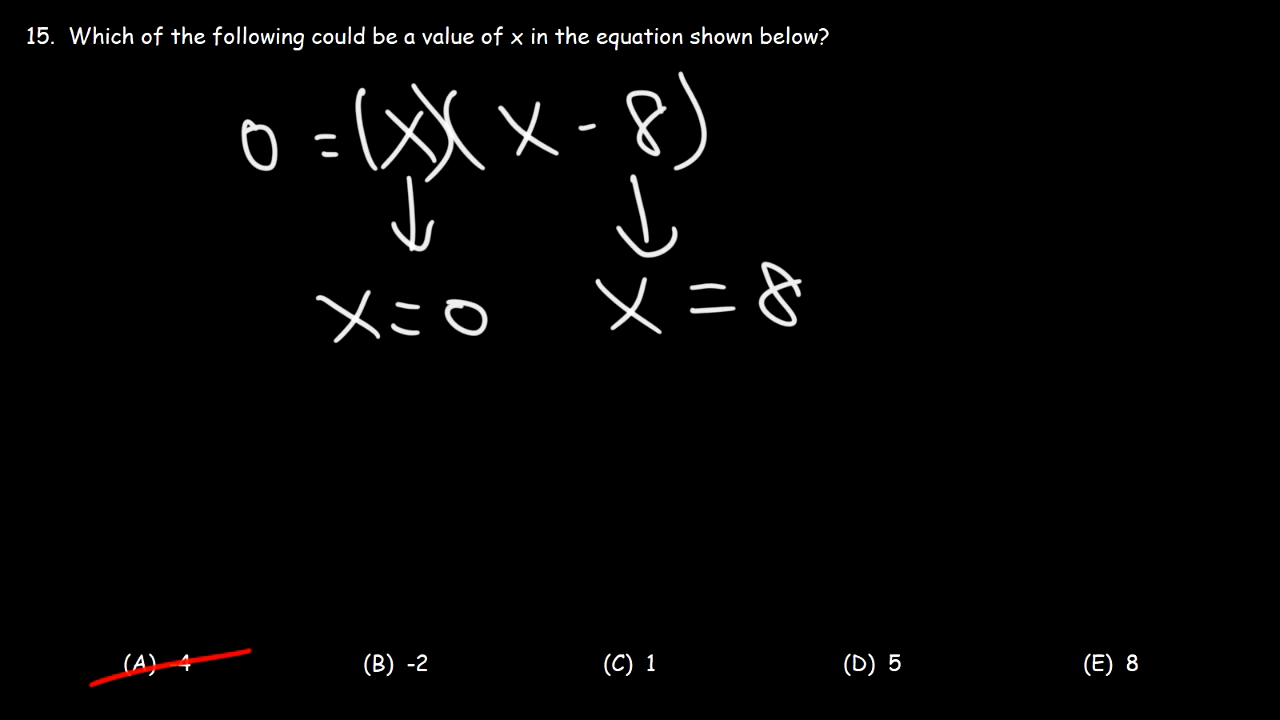 15. Which of the following could be a value of x in the equation shown below?
0 = (x)(x - 8)
x = 0 x = 8
(A) -4 (B) -2 (C) 1 (D) 5 (E) 8